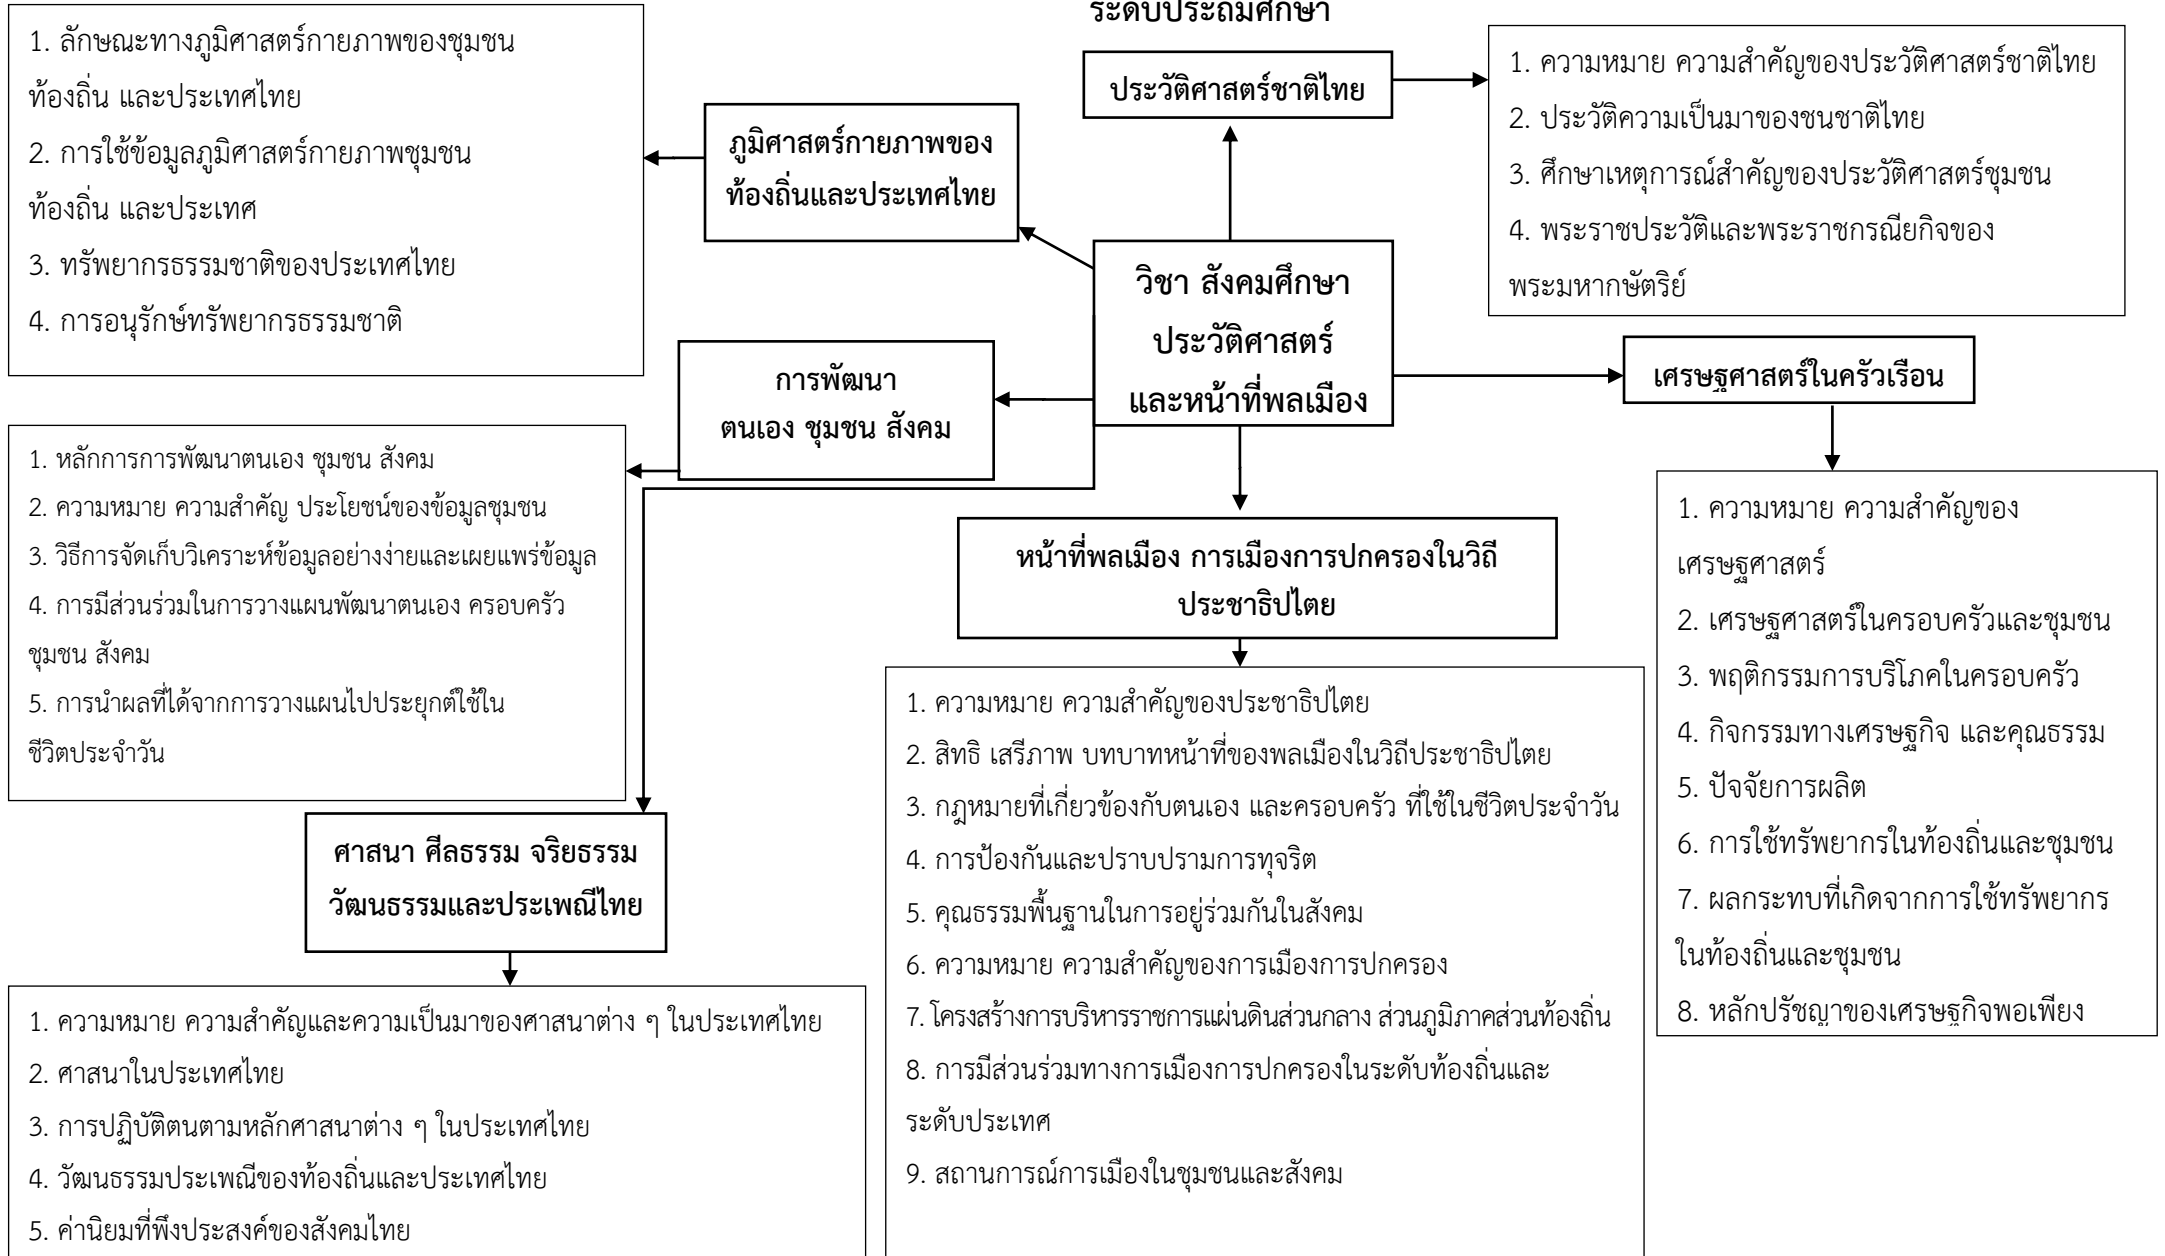 ระดับประถมศึกษา
1. ลักษณะทางภูมิศาสตร์กายภาพของชุมชน
ท้องถิ่น และประเทศไทย
2. การใช้ข้อมูลภูมิศาสตร์กายภาพชุมชน
ท้องถิ่น และประเทศ
3. ทรัพยากรธรรมชาติของประเทศไทย
4. การอนุรักษ์ทรัพยากรธรรมชาติ
ภูมิศาสตร์กายภาพของ
ท้องถิ่นและประเทศไทย
ประวัติศาสตร์ชาติไทย
1. ความหมาย ความสำคัญของประวัติศาสตร์ชาติไทย
2. ประวัติความเป็นมาของชนชาติไทย
3. ศึกษาเหตุการณ์สำคัญของประวัติศาสตร์ชุมชน
4. พระราชประวัติและพระราชกรณียกิจของ
พระมหากษัตริย์
วิชา สังคมศึกษา
ประวัติศาสตร์
และหน้าที่พลเมือง
การพัฒนา
ตนเอง ชุมชน สังคม
เศรษฐศาสตร์ในครัวเรือน
1. หลักการการพัฒนาตนเอง ชุมชน สังคม
2. ความหมาย ความสำคัญ ประโยชน์ของข้อมูลชุมชน
3. วิธีการจัดเก็บวิเคราะห์ข้อมูลอย่างง่ายและเผยแพร่ข้อมูล
4. การมีส่วนร่วมในการวางแผนพัฒนาตนเอง ครอบครัว
ชุมชน สังคม
5. การนำผลที่ได้จากการวางแผนไปประยุกต์ใช้ใน
ชีวิตประจำวัน
หน้าที่พลเมือง การเมืองการปกครองในวิถี
ประชาธิปไตย
1. ความหมาย ความสำคัญของ
เศรษฐศาสตร์
2. เศรษฐศาสตร์ในครอบครัวและชุมชน
3. พฤติกรรมการบริโภคในครอบครัว
4. กิจกรรมทางเศรษฐกิจ และคุณธรรม
5. ปัจจัยการผลิต
6. การใช้ทรัพยากรในท้องถิ่นและชุมชน
7. ผลกระทบที่เกิดจากการใช้ทรัพยากร
ในท้องถิ่นและชุมชน
8. หลักปรัชญาของเศรษฐกิจพอเพียง
1. ความหมาย ความสำคัญของประชาธิปไตย
2. สิทธิ เสรีภาพ บทบาทหน้าที่ของพลเมืองในวิถีประชาธิปไตย
3. กฎหมายที่เกี่ยวข้องกับตนเอง และครอบครัว ที่ใช้ในชีวิตประจำวัน
4. การป้องกันและปราบปรามการทุจริต
5. คุณธรรมพื้นฐานในการอยู่ร่วมกันในสังคม
6. ความหมาย ความสำคัญของการเมืองการปกครอง
7. โครงสร้างการบริหารราชการแผ่นดินส่วนกลาง ส่วนภูมิภาคส่วนท้องถิ่น
8. การมีส่วนร่วมทางการเมืองการปกครองในระดับท้องถิ่นและ
ระดับประเทศ
9. สถานการณ์การเมืองในชุมชนและสังคม
ศาสนา ศีลธรรม จริยธรรม
วัฒนธรรมและประเพณีไทย
1. ความหมาย ความสำคัญและความเป็นมาของศาสนาต่าง ๆ ในประเทศไทย
2. ศาสนาในประเทศไทย
3. การปฏิบัติตนตามหลักศาสนาต่าง ๆ ในประเทศไทย
4. วัฒนธรรมประเพณีของท้องถิ่นและประเทศไทย
5. ค่านิยมที่พึงประสงค์ของสังคมไทย